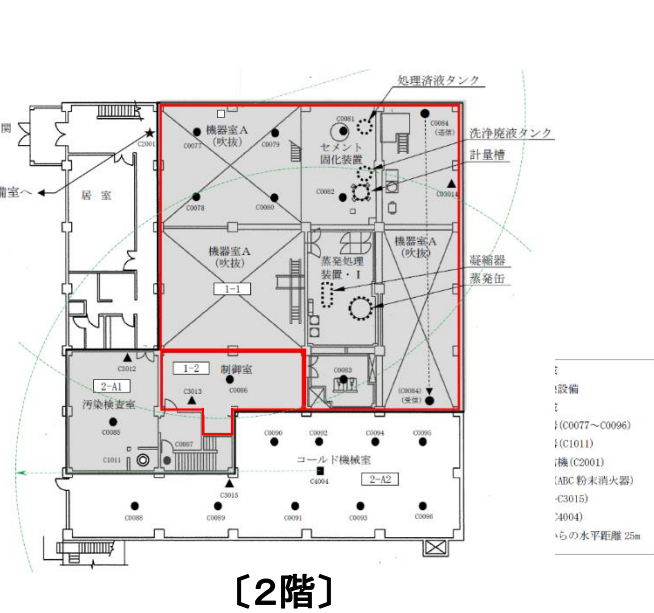 処理済液タンク
関
C2001
機器室A
(吹抜)
C0077
C0079
C0081
セメント
固化装置
C0084
(送信)
洗浄廃液タンク
計量槽
備室へ
居 室
C0078
C0080
C0082
C3014
機器室A
(吹抜)
1-1
蒸発処理
装置・Ⅰ
機器室A
(吹抜)
凝縮器
蒸発缶
C3012
1-2
制御室
C0083
(C0084)
(受信)
2-A1
C3013
C0086
汚染検査室
C0085
C0087
C1011
C0090
C0092
C0094
C0095
コールド機械室
C4004
2-A2
C3015
C0088
C0089
C0091
C0093
C0096
設備
(C0077~C0096)
(C1011)
機(C2001)
(ABC 粉末消火器)
C3015)
C4004)
からの水平距離 25m
〔2階〕